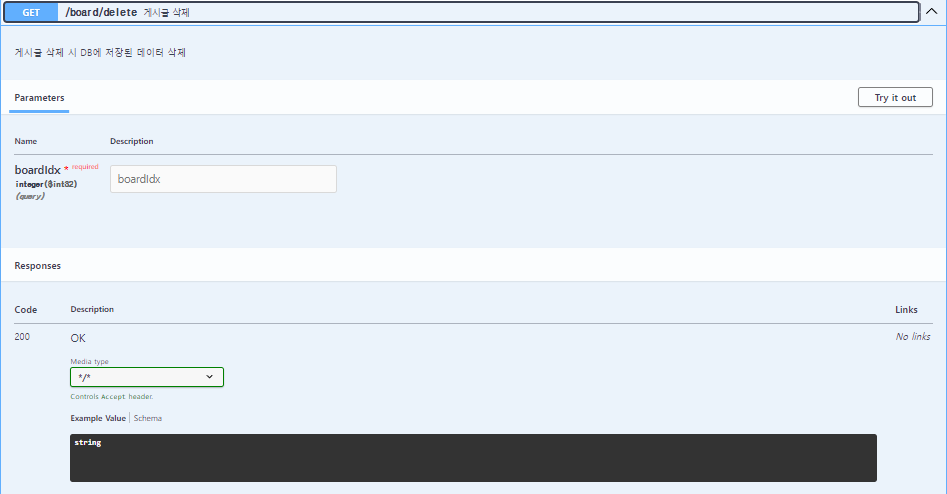 GET /board/delete 게시글 삭제
게시글 삭제 시 DB에 저장된 데이터 삭제
Parameters
Try it out
Name Description
boardIdx * required
integer($int32)
(query)
boardIdx
Responses
Code Description Links
200 OK No links
Media type
*/*
Controls Accept header.
Example Value Schema
string